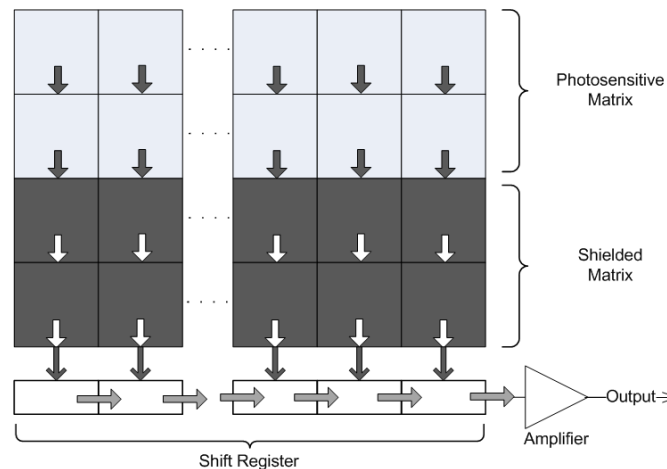 Photosensitive
Matrix
Shielded
Matrix
Output
Amplifier
Shift Register